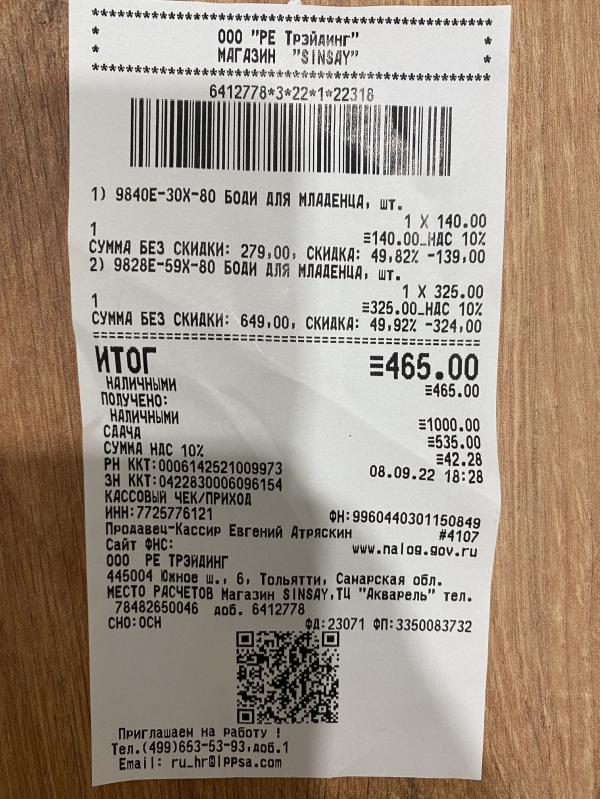 ******************************************
* ООО "РЕ Трэйдинг" *
* МАГАЗИН "SINSAY" *
******************************************
6412778*3*22*1*22318
1) 9840E-30X-80 БОДИ ДЛЯ МЛАДЕНЦА, шт.
1 X 140.00
1 ≡140.00_НДС 10%
СУММА БЕЗ СКИДКИ: 279,00, СКИДКА: 49,82% -139,00
2) 9828E-59X-80 БОДИ ДЛЯ МЛАДЕНЦА, шт.
1 X 325.00
1 ≡325.00_НДС 10%
СУММА БЕЗ СКИДКИ: 649,00, СКИДКА: 49,92% -324,00
ИТОГ ≡465.00
НАЛИЧНЫМИ ≡465.00
ПОЛУЧЕНО:
НАЛИЧНЫМИ ≡1000.00
СДАЧА ≡535.00
СУММА НДС 10% ≡42.28
РН ККТ:0006142521009973 08.09.22 18:28
ЗН ККТ:0422830006096154
КАССОВЫЙ ЧЕК/ПРИХОД
ИНН:7725776121 ФН:9960440301150849
Продавец-Кассир Евгений Атряскин #4107
Сайт ФНС: www.nalog.gov.ru
ООО РЕ ТРЭЙДИНГ
445004 Южное ш., 6, Тольятти, Самарская обл.
МЕСТО РАСЧЕТОВ Магазин SINSAY,ТЦ "Акварель" тел.
78482650046 доб. 6412778
СНО:ОСН ФД:23071 ФП:3350083732
Приглашаем на работу !
Тел.(499)653-53-93,доб.1
Email: ru_hr@lppsa.com